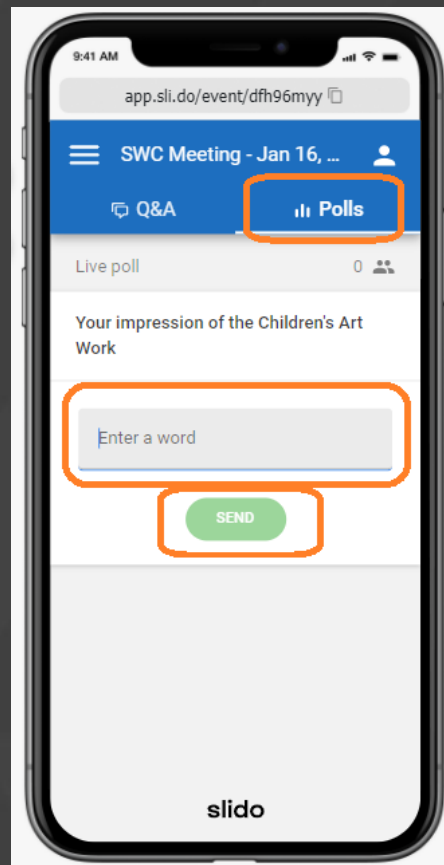 9:41 AM
app.sli.do/event/dfh96myy
SWC Meeting - Jan 16, ...
Q&A
Polls
Live poll
0
Your impression of the Children's Art
Work
Enter a word
SEND
slido